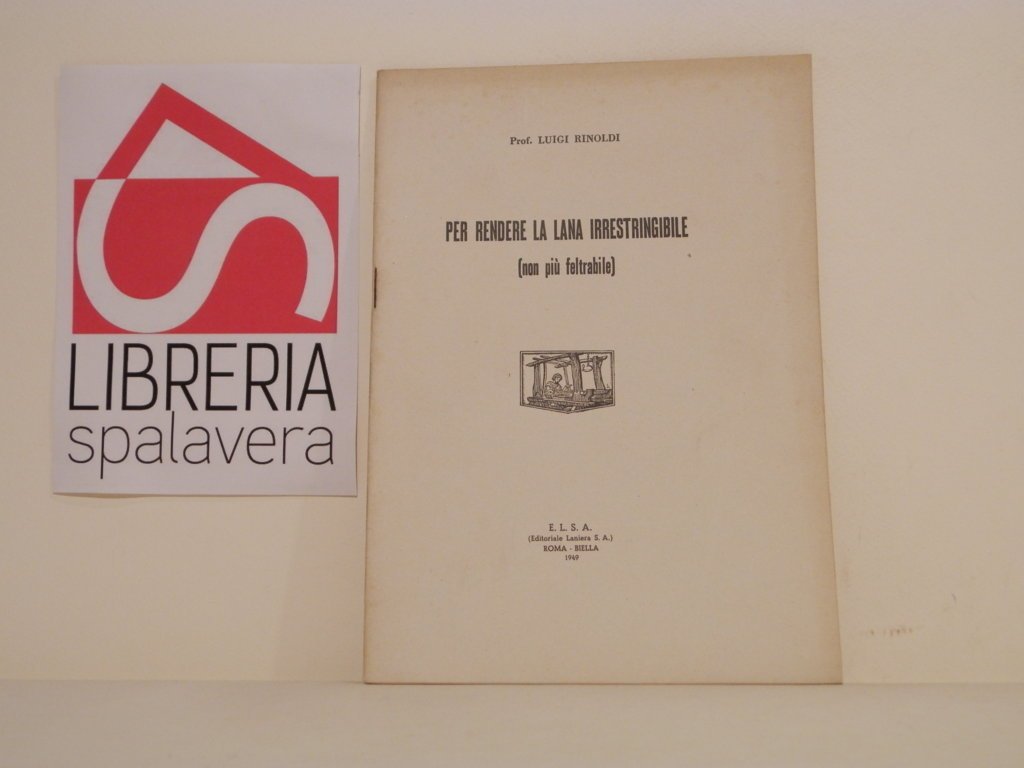 LIBRERIA
spalavera
Prof. LUIGI RINOLDI
PER RENDERE LA LANA IRRESTRINGIBILE
(non più feltrabile)
E. L. S. A.
(Editoriale Laniera S. A.)
ROMA - BIELLA
1949